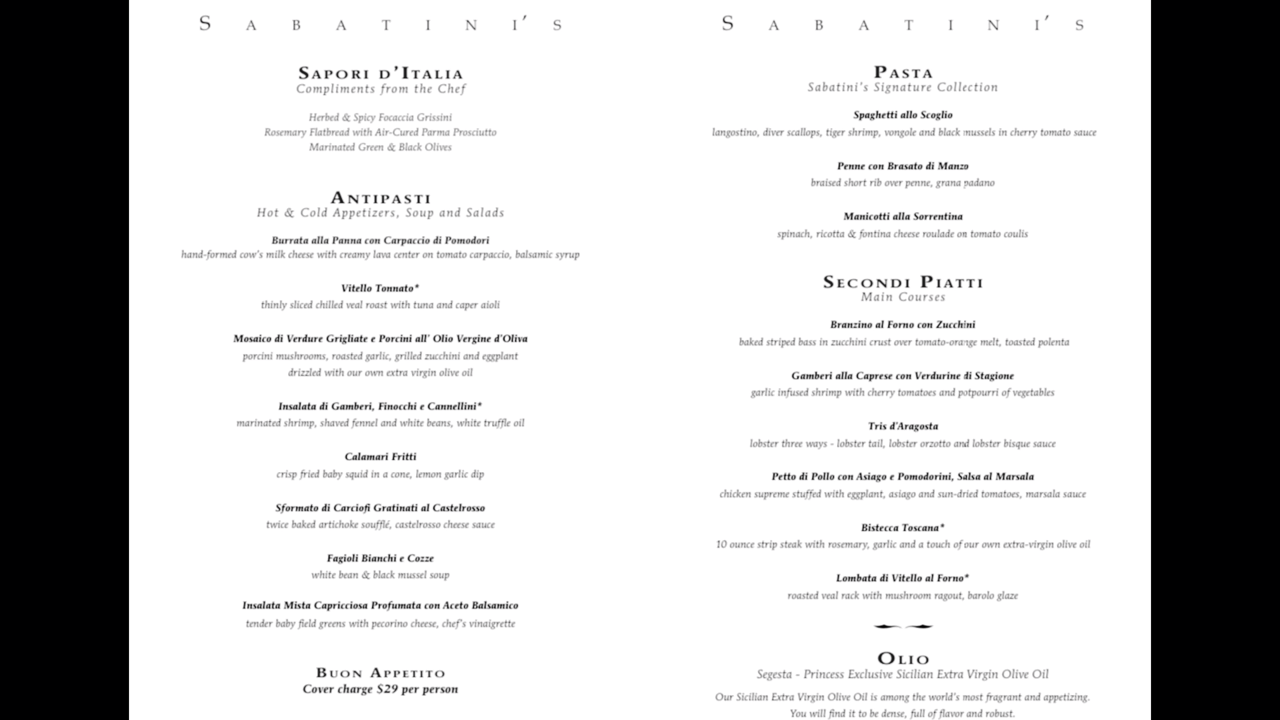 SABATINI'S
SAPORI D'ITALIA
Compliments from the Chef
Herbed & Spicy Focaccia Grissini
Rosemary Flatbread with Air-Cured Parma Prosciutto
Marinated Green & Black Olives
ANTIPASTI
Hot & Cold Appetizers, Soup and Salads
Burrata alla Panna con Carpaccio di Pomodori
hand-formed cow's milk cheese with creamy lava center on tomato carpaccio, balsamic syrup
Vitello Tonnato*
thinly sliced chilled veal roast with tuna and caper aioli
Mosaico di Verdure Grigliate e Porcini all' Olio Vergine d'Oliva
porcini mushrooms, roasted garlic, grilled zucchini and eggplant
drizzled with our own extra virgin olive oil
Insalata di Gamberi, Finocchi e Cannellini*
marinated shrimp, shaved fennel and white beans, white truffle oil
Calamari Fritti
crisp fried baby squid in a cone, lemon garlic dip
Sformato di Carciofi Gratinati al Castelrosso
twice baked artichoke soufflé, castelrosso cheese sauce
Fagioli Bianchi e Cozze
white bean & black mussel soup
Insalata Mista Capricciosa Profumata con Aceto Balsamico
tender baby field greens with pecorino cheese, chef's vinaigrette
BUON APPETITO
Cover charge $29 per person
SABATINI'S
PASTA
Sabatini's Signature Collection
Spaghetti allo Scoglio
langostino, diver scallops, tiger shrimp, vongole and black mussels in cherry tomato sauce
Penne con Brasato di Manzo
braised short rib over penne, grana padano
Manicotti alla Sorrentina
spinach, ricotta & fontina cheese roulade on tomato coulis
SECONDI PIATTI
Main Courses
Branzino al Forno con Zucchini
baked striped bass in zucchini crust over tomato-orange melt, toasted polenta
Gamberi alla Caprese con Verdurine di Stagione
garlic infused shrimp with cherry tomatoes and potpourri of vegetables
Tris d'Aragosta
lobster three ways - lobster tail, lobster orzotto and lobster bisque sauce
Petto di Pollo con Asiago e Pomodorini, Salsa al Marsala
chicken supreme stuffed with eggplant, asiago and sun-dried tomatoes, marsala sauce
Bistecca Toscana*
10 ounce strip steak with rosemary, garlic and a touch of our own extra-virgin olive oil
Lombata di Vitello al Forno*
roasted veal rack with mushroom ragout, barolo glaze
OLIO
Segesta - Princess Exclusive Sicilian Extra Virgin Olive Oil
Our Sicilian Extra Virgin Olive Oil is among the world's most fragrant and appetizing.
You will find it to be dense, full of flavor and robust.